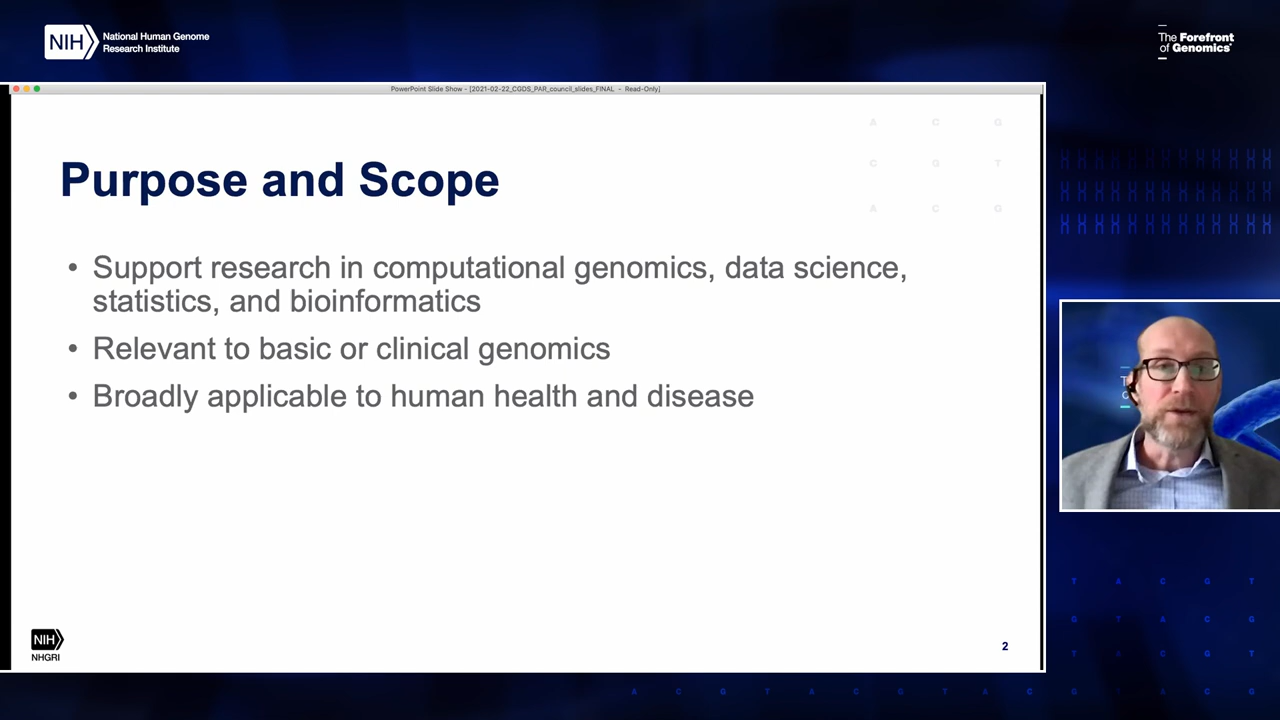 NIH
National Human Genome
Research Institute
The Forefront
of Genomics®
PowerPoint Slide Show - [2021-02-22_CGDS_PAR_council_slides_FINAL - Read-Only]
A C G
C G T
A C G
Purpose and Scope
• Support research in computational genomics, data science,
statistics, and bioinformatics
• Relevant to basic or clinical genomics
• Broadly applicable to human health and disease
NIH
NHGRI
2
T A C G T
G T A C G
T A C G T
A C G T A C G T A C G T A C G